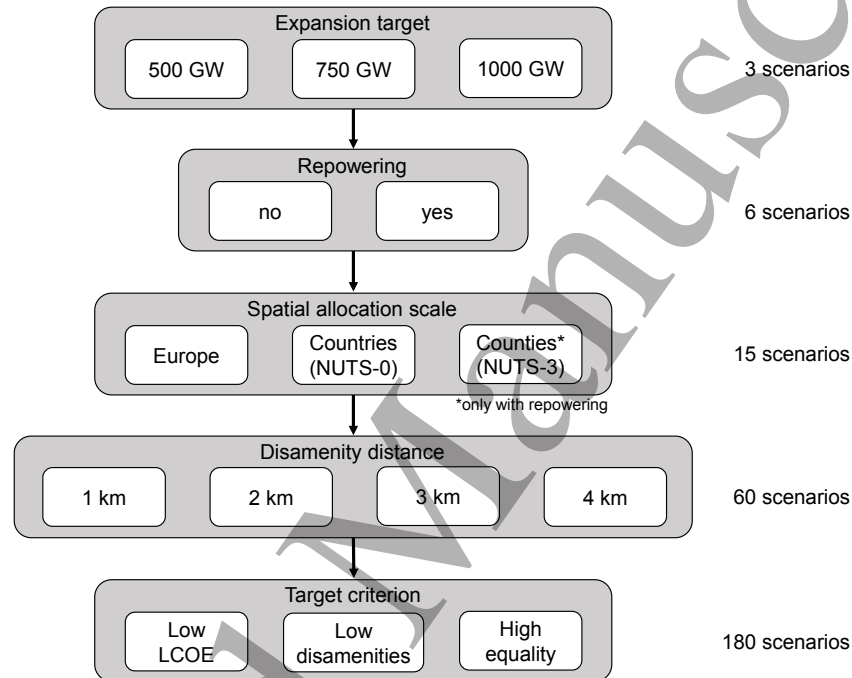 Expansion target
500 GW
750 GW
1000 GW
3 scenarios
Repowering
no
yes
6 scenarios
Spatial allocation scale
Europe
Countries
(NUTS-0)
Counties*
(NUTS-3)
15 scenarios
*only with repowering
Disamenity distance
1 km
2 km
3 km
4 km
60 scenarios
Target criterion
Low
LCOE
Low
disamenities
High
equality
180 scenarios
d Manusc